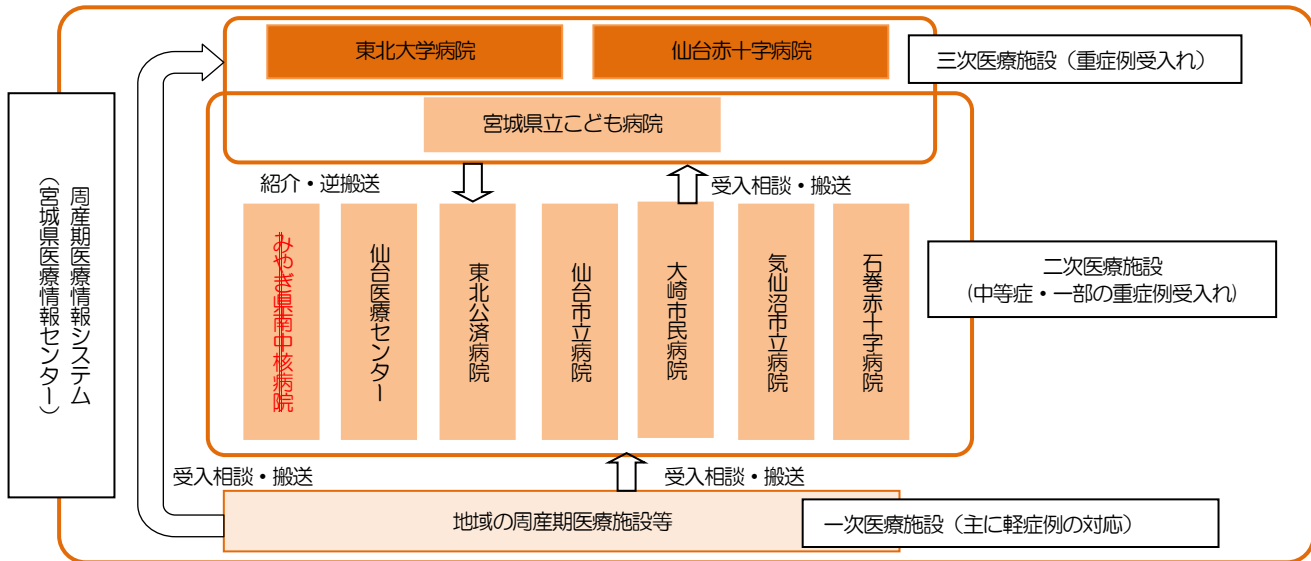 東北大学病院
仙台赤十字病院
三次医療施設（重症例受入れ）
宮城県立こども病院
周産期医療情報システム
（宮城県医療情報センター）
紹介・逆搬送
受入相談・搬送
みやぎ県南中核病院
仙台医療センター
東北公済病院
仙台市立病院
大崎市民病院
気仙沼市立病院
石巻赤十字病院
二次医療施設
(中等症・一部の重症例受入れ)
受入相談・搬送
受入相談・搬送
地域の周産期医療施設等
一次医療施設（主に軽症例の対応）